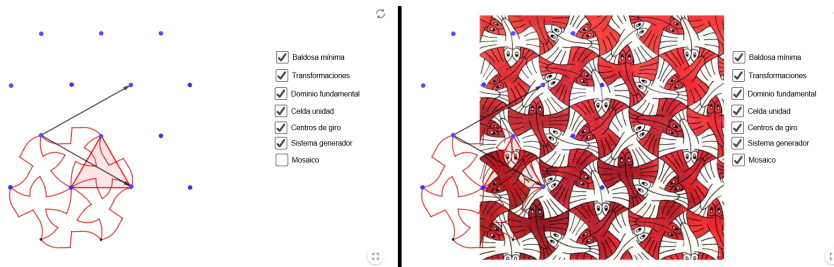 Baldosa mínima
Transformaciones
Dominio fundamental
Celda unidad
Centros de giro
Sistema generador
Mosaico
Baldosa mínima
Transformaciones
Dominio fundamental
Celda unidad
Centros de giro
Sistema generador
Mosaico